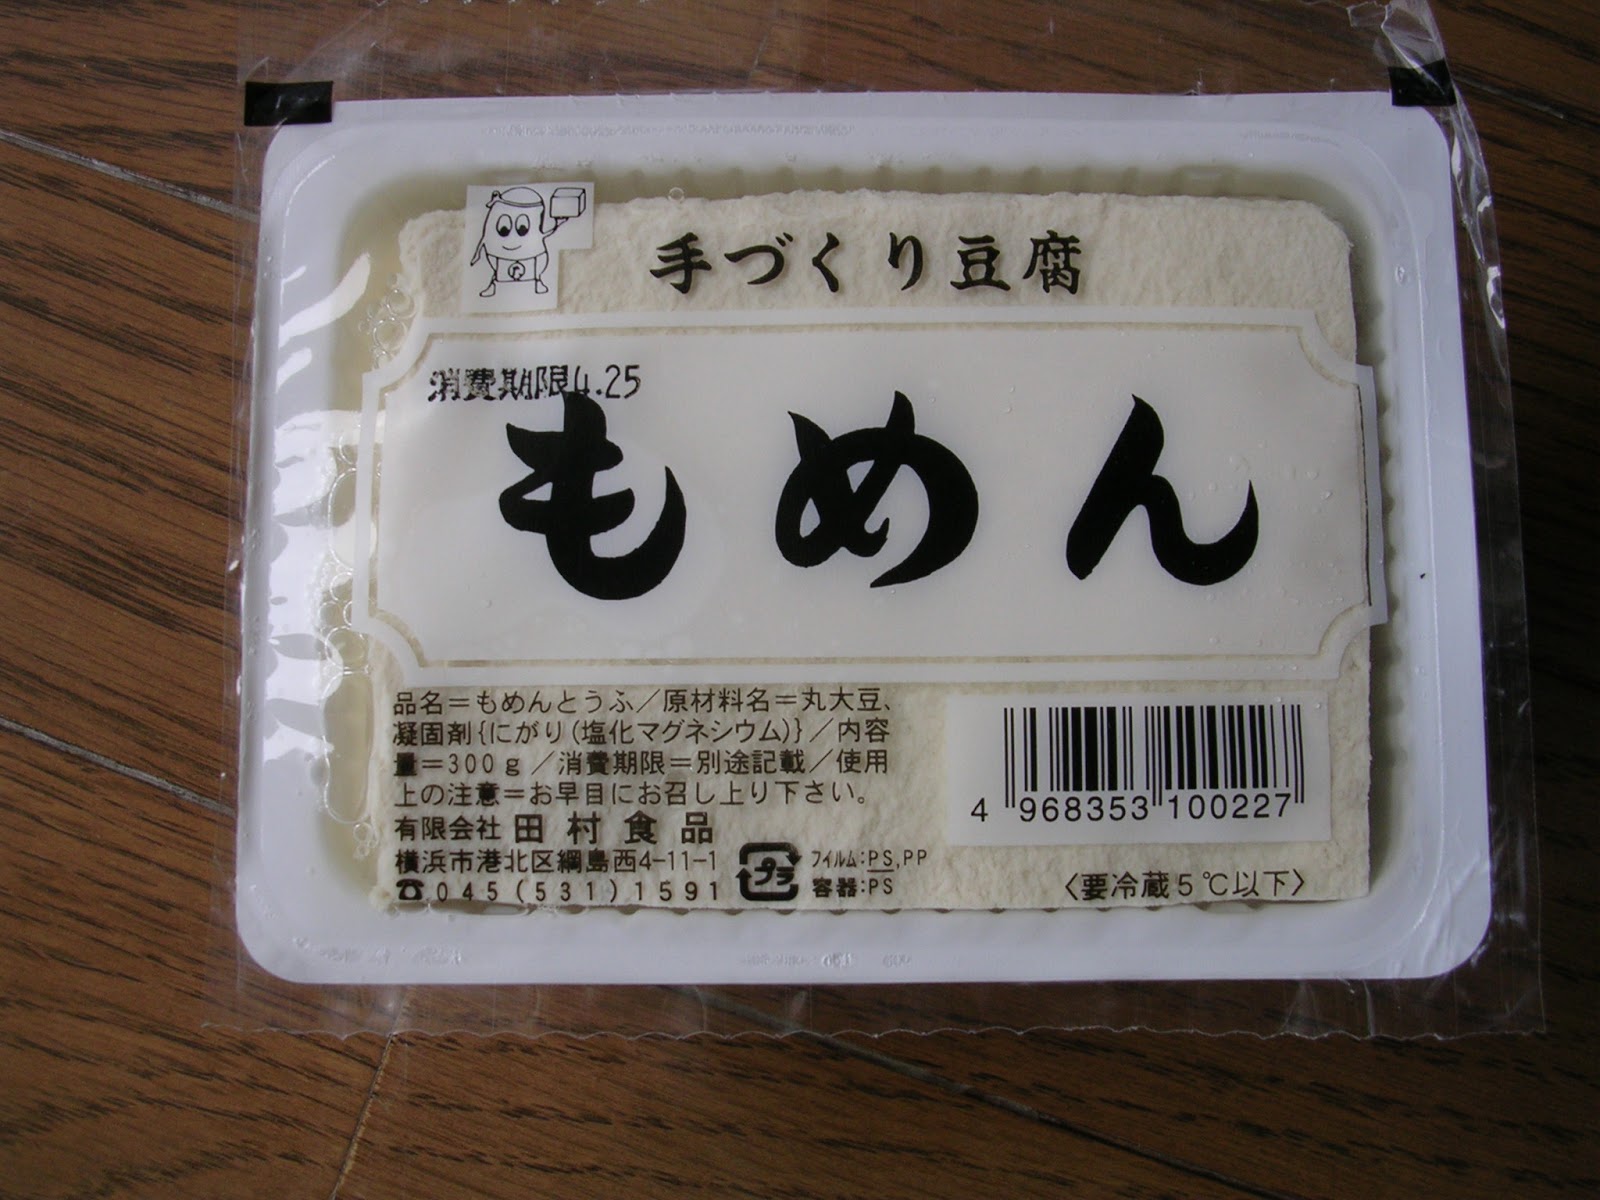 手づくり豆腐
消費期限4.25
もめん
品名=もめんとうふ/原材料名=丸大豆、
凝固剤{にがり(塩化マグネシウム)}/内容
量=300g/消費期限=別途記載/使用
上の注意=お早目にお召し上り下さい。
有限会社 田村食品
横浜市港北区綱島西4-11-1
☎045(531)1591
プラ
フィルム:PS,PP
容器:PS
4 968353 100227
〈要冷蔵5℃以下〉